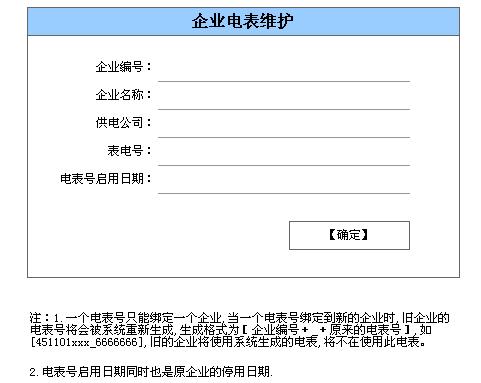 企业电表维护
企业编号：
企业名称：
供电公司：
表电号：
电表号启用日期：
【确定】
注：1.一个电表号只能绑定一个企业,当一个电表号绑定到新的企业时,旧企业的
电表号将会被系统重新生成,生成格式为【企业编号+_+原来的电表号】,如
[451101xxx_6666666],旧的企业将使用系统生成的电表,将不在使用此电表。
2.电表号启用日期同时也是原企业的停用日期.